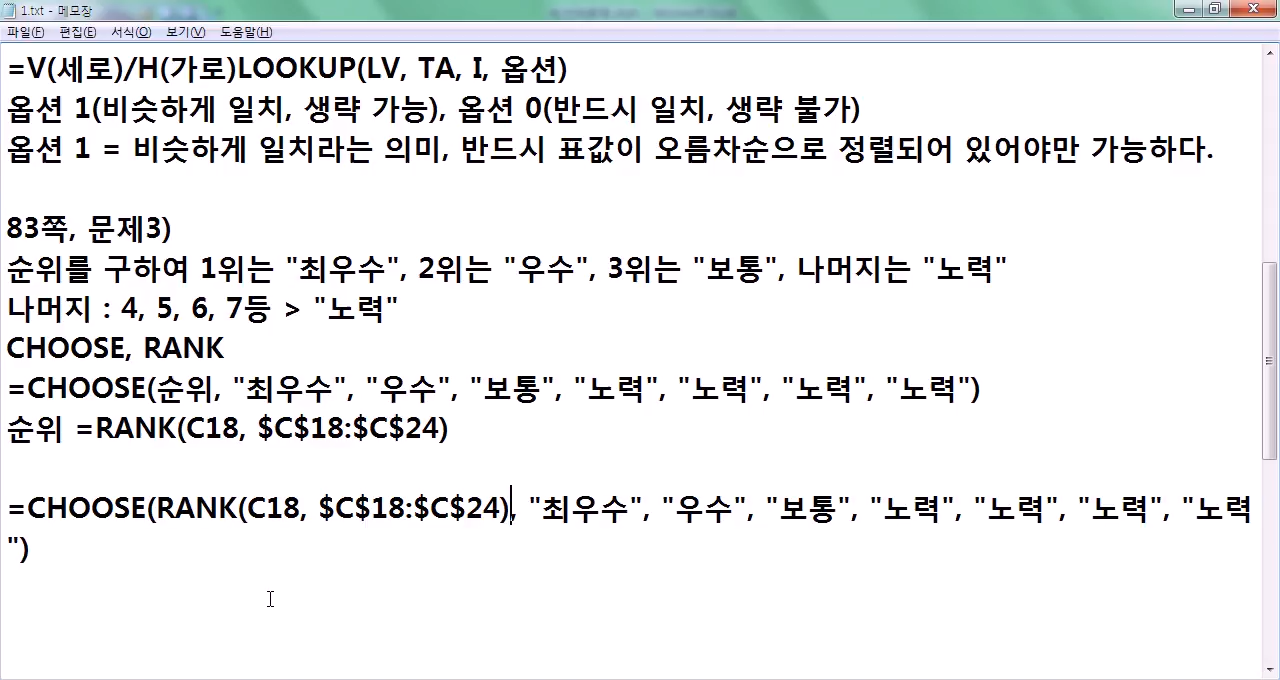 1.txt - 메모장
파일(F) 편집(E) 서식(O) 보기(V) 도움말(H)
=V(세로)/H(가로)LOOKUP(LV, TA, I, 옵션)
옵션 1(비슷하게 일치, 생략 가능), 옵션 0(반드시 일치, 생략 불가)
옵션 1 = 비슷하게 일치라는 의미, 반드시 표값이 오름차순으로 정렬되어 있어야만 가능하다.
83쪽, 문제3)
순위를 구하여 1위는 "최우수", 2위는 "우수", 3위는 "보통", 나머지는 "노력"
나머지 : 4, 5, 6, 7등 > "노력"
CHOOSE, RANK
=CHOOSE(순위, "최우수", "우수", "보통", "노력", "노력", "노력", "노력")
순위 =RANK(C18, $C$18:$C$24)
=CHOOSE(RANK(C18, $C$18:$C$24), "최우수", "우수", "보통", "노력", "노력", "노력", "노력
")